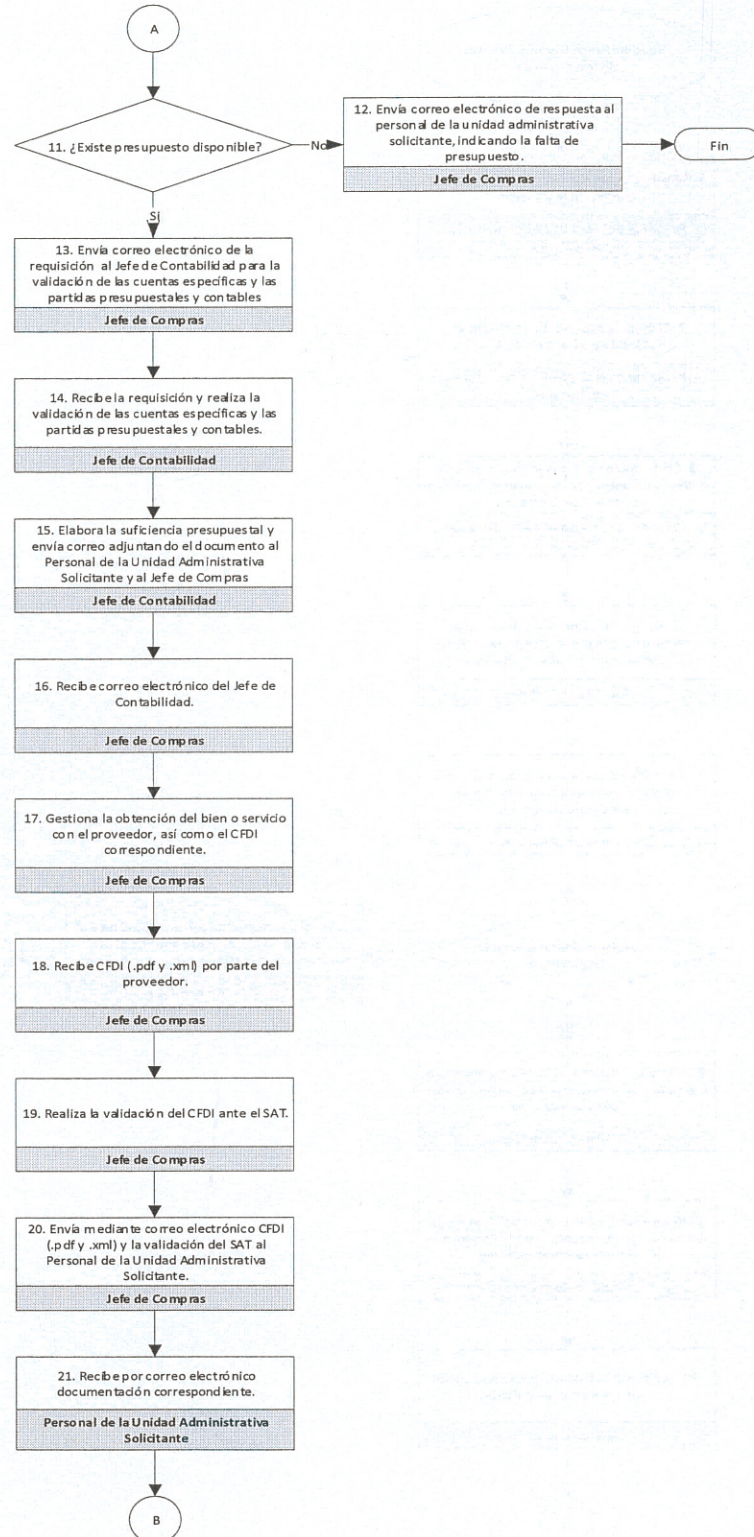 A
11. ¿Existe presupuesto disponible?
No
12. Envía correo electrónico de respuesta al
personal de la unidad administrativa
solicitante, indicando la falta de
presupuesto.
Jefe de Compras
Fin
Si
13. Envía correo electrónico de la
requisición al Jefe de Contabilidad para la
validación de las cuentas específicas y las
partidas presupuestales y contables
Jefe de Compras
14. Recibe la requisición y realiza la
validación de las cuentas específicas y las
partidas presupuestales y contables.
Jefe de Contabilidad
15. Elabora la suficiencia presupuestal y
envía correo adjuntando el documento al
Personal de la Unidad Administrativa
Solicitante y al Jefe de Compras
Jefe de Contabilidad
16. Recibe correo electrónico del Jefe de
Contabilidad.
Jefe de Compras
17. Gestiona la obtención del bien o servicio
con el proveedor, así como el CFDI
correspondiente.
Jefe de Compras
18. Recibe CFDI (.pdf y .xml) por parte del
proveedor.
Jefe de Compras
19. Realiza la validación del CFDI ante el SAT.
Jefe de Compras
20. Envía mediante correo electrónico CFDI
(.pdf y .xml) y la validación del SAT al
Personal de la Unidad Administrativa
Solicitante.
Jefe de Compras
21. Recibe por correo electrónico
documentación correspondiente.
Personal de la Unidad Administrativa
Solicitante
B